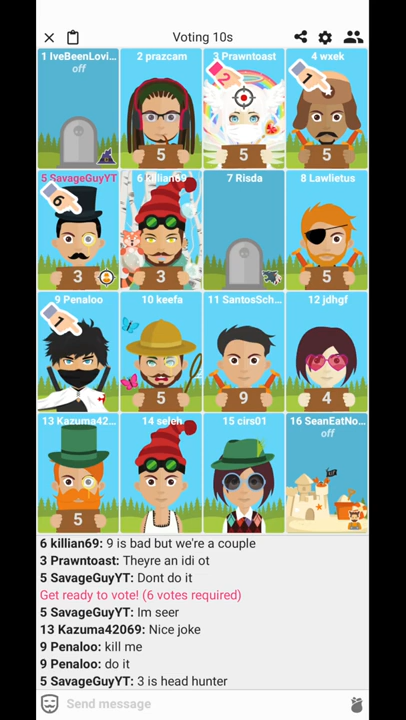 Voting 10s
1 IveBeenLovi...
off
2 prazcam
5
3 Prawntoast
2
5
4 wxek
1
5
5 SavageGuyYT
6
3
6 killian69
3
7 Risda
8 Lawlietus
5
9 Penaloo
1
10 keefa
5
11 SantosSch...
9
12 jdhgf
4
13 Kazuma42...
5
14 selch
15 cirs01
16 SeanEatNo...
off
6 killian69: 9 is bad but we're a couple
3 Prawntoast: Theyre an idi ot
5 SavageGuyYT: Dont do it
Get ready to vote! (6 votes required)
5 SavageGuyYT: Im seer
13 Kazuma42069: Nice joke
9 Penaloo: kill me
9 Penaloo: do it
5 SavageGuyYT: 3 is head hunter
Send message